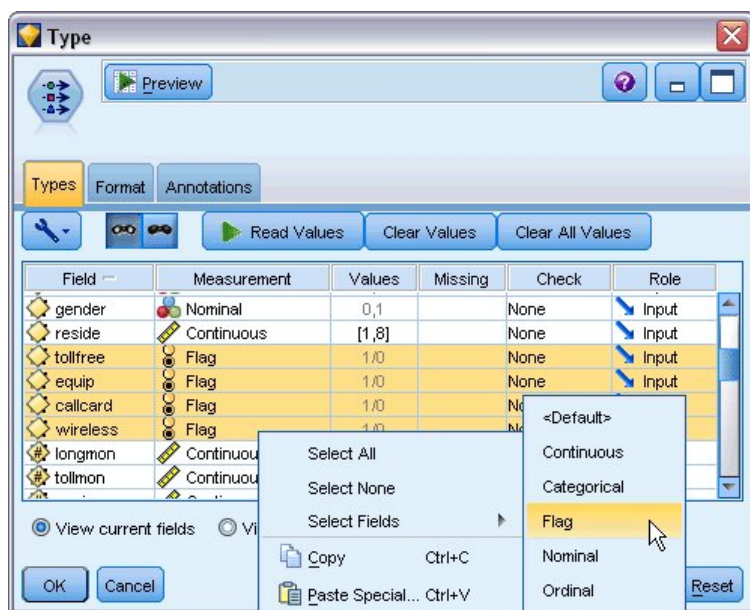 Type
Preview
Types Format Annotations
Read Values Clear Values Clear All Values
Field Measurement Values Missing Check Role
gender Nominal 0,1 None Input
reside Continuous [1,8] None Input
tollfree Flag 1/0 None Input
equip Flag 1/0 None Input
callcard Flag 1/0
wireless Flag 1/0
longmon
tollmon
View current fields
Select All
Select None
Select Fields
Copy Ctrl+C
Paste Special... Ctrl+V
<Default>
Continuous
Categorical
Flag
Nominal
Ordinal
OK Cancel Reset